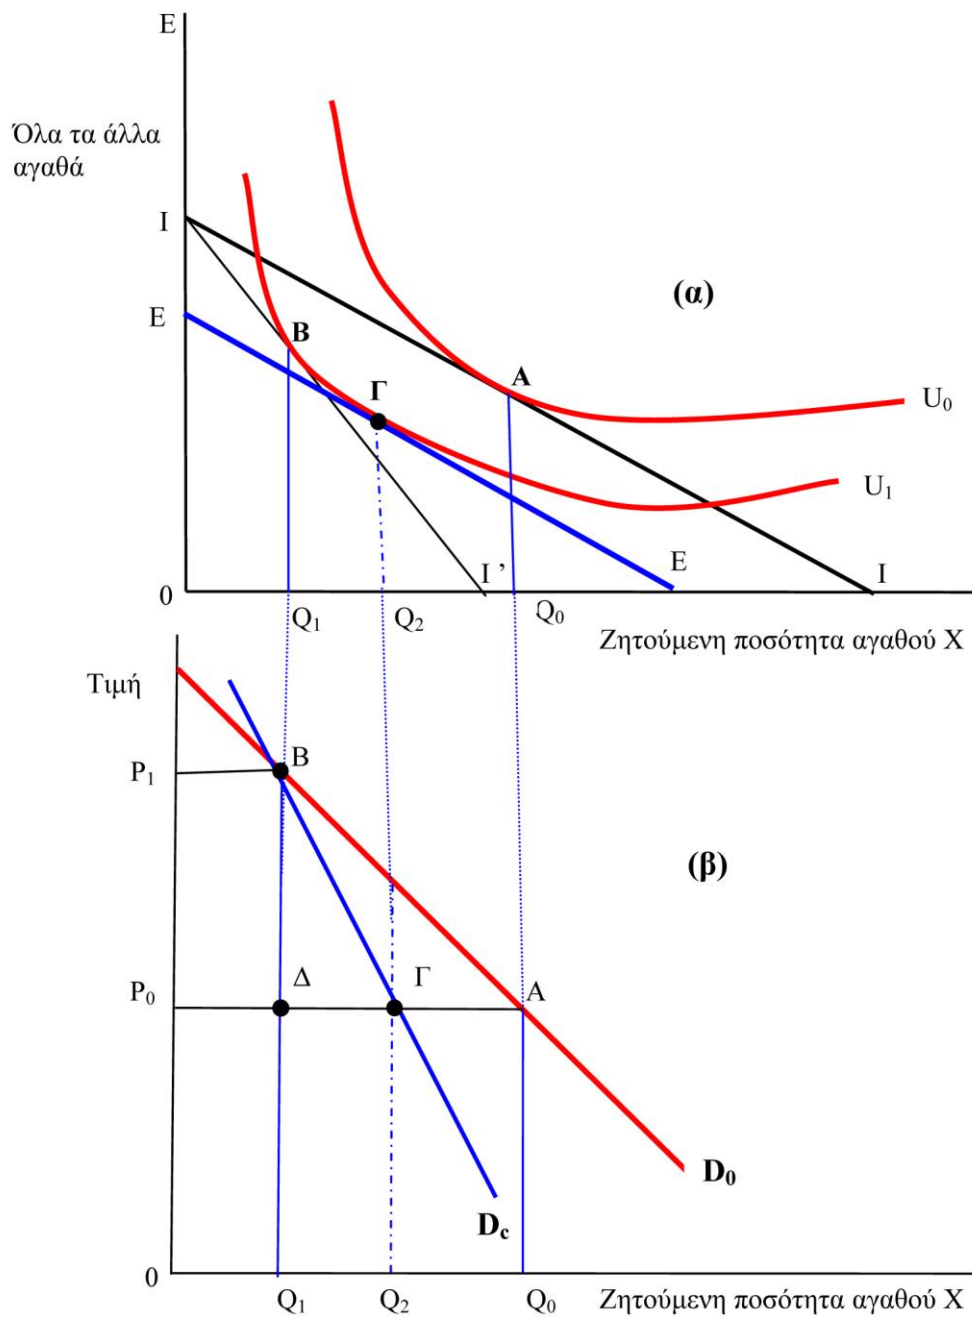 E
Όλα τα άλλα
αγαθά
I
(α)
E
B
Γ
A
U₀
U₁
E
I
I '
0
Q₁
Q₂
Q₀
Ζητούμενη ποσότητα αγαθού Χ
Τιμή
P₁
B
(β)
P₀
Δ
Γ
A
D₀
Dc
0
Q₁
Q₂
Q₀
Ζητούμενη ποσότητα αγαθού Χ